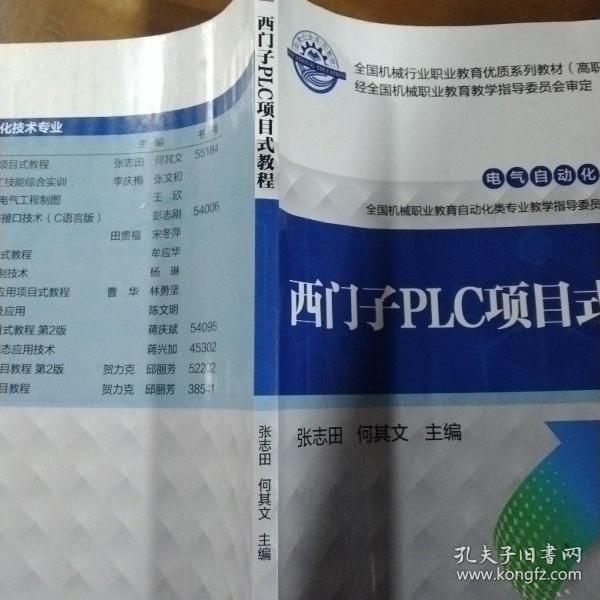 化技术专业
主 编 书 号
项目式教程 张志田 何其文 55184
工技能综合实训 李庆梅 张文初
电气工程制图 王 欣
接口技术（C语言版） 彭志刚 54006
田贵福 宋冬萍
式教程 牟应华
制技术 杨 琳
应用项目式教程 曹 华 林勇坚
及应用 陈文明
目式教程 第2版 蒋庆斌 54095
态应用技术 蒋兴加 45302
目教程 第2版 贺力克 邱丽芳 52202
目教程 贺力克 邱丽芳 38541
西门子PLC项目式教程
张志田 何其文 主编
全国机械行业职业教育优质系列教材（高职
经全国机械职业教育教学指导委员会审定
电气自动化
全国机械职业教育自动化类专业教学指导委员
西门子PLC项目式
张志田 何其文 主编
孔夫子旧书网
www.kongfz.com